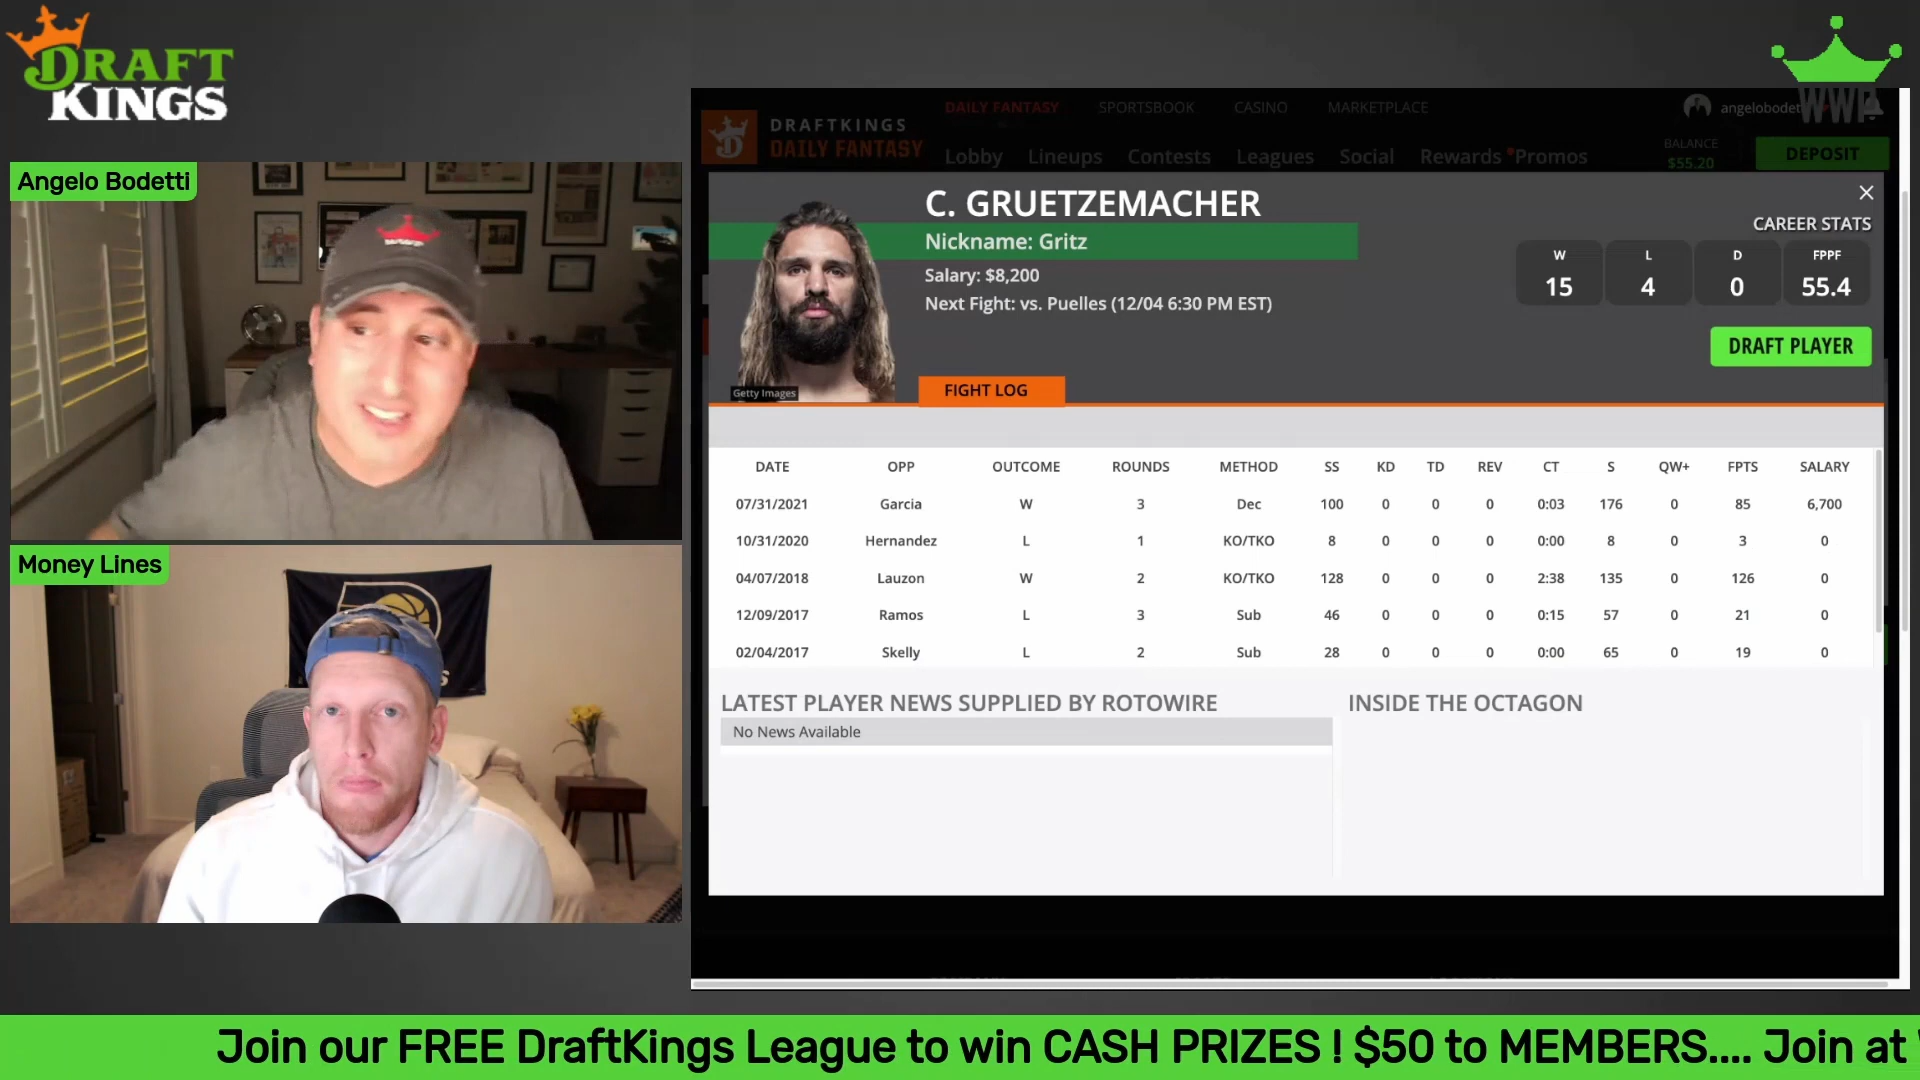 DRAFT
KINGS
WWP
Angelo Bodetti
Money Lines
DRAFTKINGS
DAILY FANTASY
DAILY FANTASY SPORTSBOOK CASINO MARKETPLACE
angelobodet
Lobby Lineups Contests Leagues Social Rewards Promos
BALANCE
$55.20
DEPOSIT
C. GRUETZEMACHER
Nickname: Gritz
Salary: $8,200
Next Fight: vs. Puelles (12/04 6:30 PM EST)
CAREER STATS
W L D FPPF
15 4 0 55.4
DRAFT PLAYER
Getty Images
FIGHT LOG
DATE OPP OUTCOME ROUNDS METHOD SS KD TD REV CT S QW+ FPTS SALARY
07/31/2021 Garcia W 3 Dec 100 0 0 0 0:03 176 0 85 6,700
10/31/2020 Hernandez L 1 KO/TKO 8 0 0 0 0:00 8 0 3 0
04/07/2018 Lauzon W 2 KO/TKO 128 0 0 0 2:38 135 0 126 0
12/09/2017 Ramos L 3 Sub 46 0 0 0 0:15 57 0 21 0
02/04/2017 Skelly L 2 Sub 28 0 0 0 0:00 65 0 19 0
LATEST PLAYER NEWS SUPPLIED BY ROTOWIRE
No News Available
INSIDE THE OCTAGON
Join our FREE DraftKings League to win CASH PRIZES ! $50 to MEMBERS.... Join at